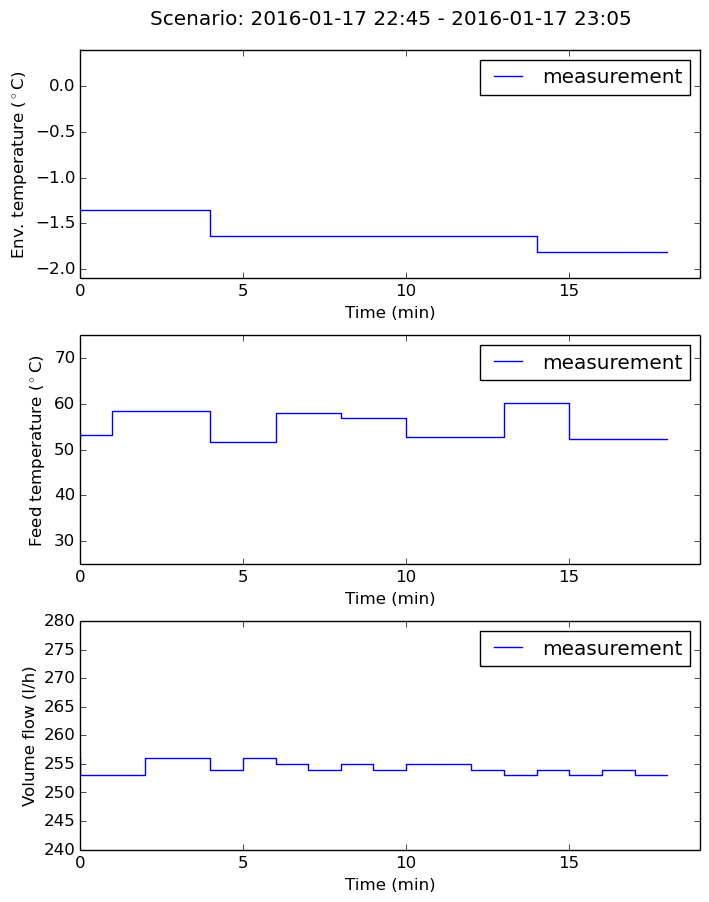 Scenario: 2016-01-17 22:45 - 2016-01-17 23:05
measurement
Env. temperature (°C)
0.0
−0.5
−1.0
−1.5
−2.0
0 5 10 15
Time (min)
measurement
Feed temperature (°C)
70
60
50
40
30
0 5 10 15
Time (min)
measurement
Volume flow (l/h)
280
275
270
265
260
255
250
245
240
0 5 10 15
Time (min)